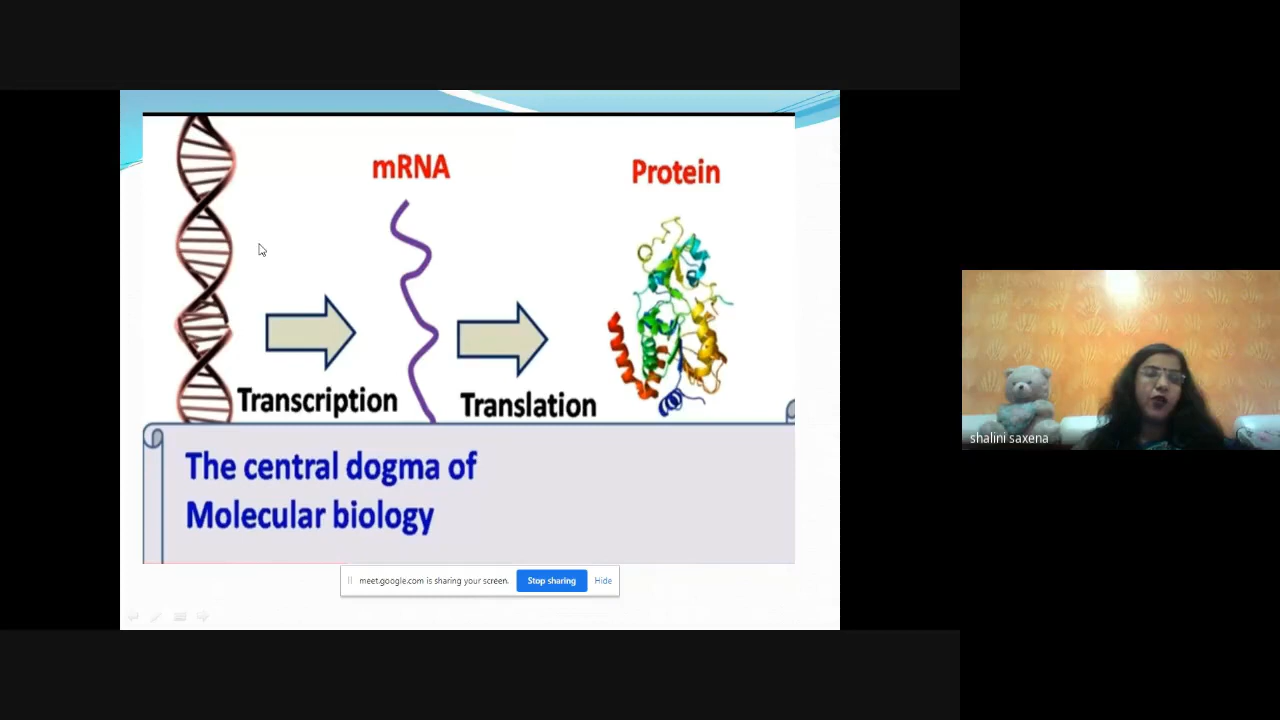 mRNA
Protein
Transcription
Translation
The central dogma of
Molecular biology
meet.google.com is sharing your screen.
Stop sharing
Hide
shalini saxena